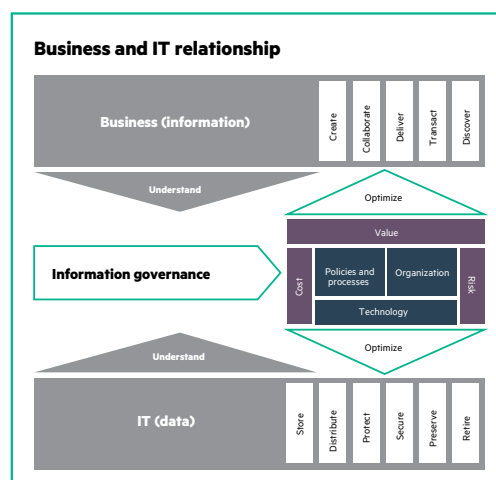 Business and IT relationship
Business (information)
Create
Collaborate
Deliver
Transact
Discover
Understand
Optimize
Value
Information governance
Cost
Policies and
processes
Organization
Risk
Technology
Understand
Optimize
IT (data)
Store
Distribute
Protect
Secure
Preserve
Retire